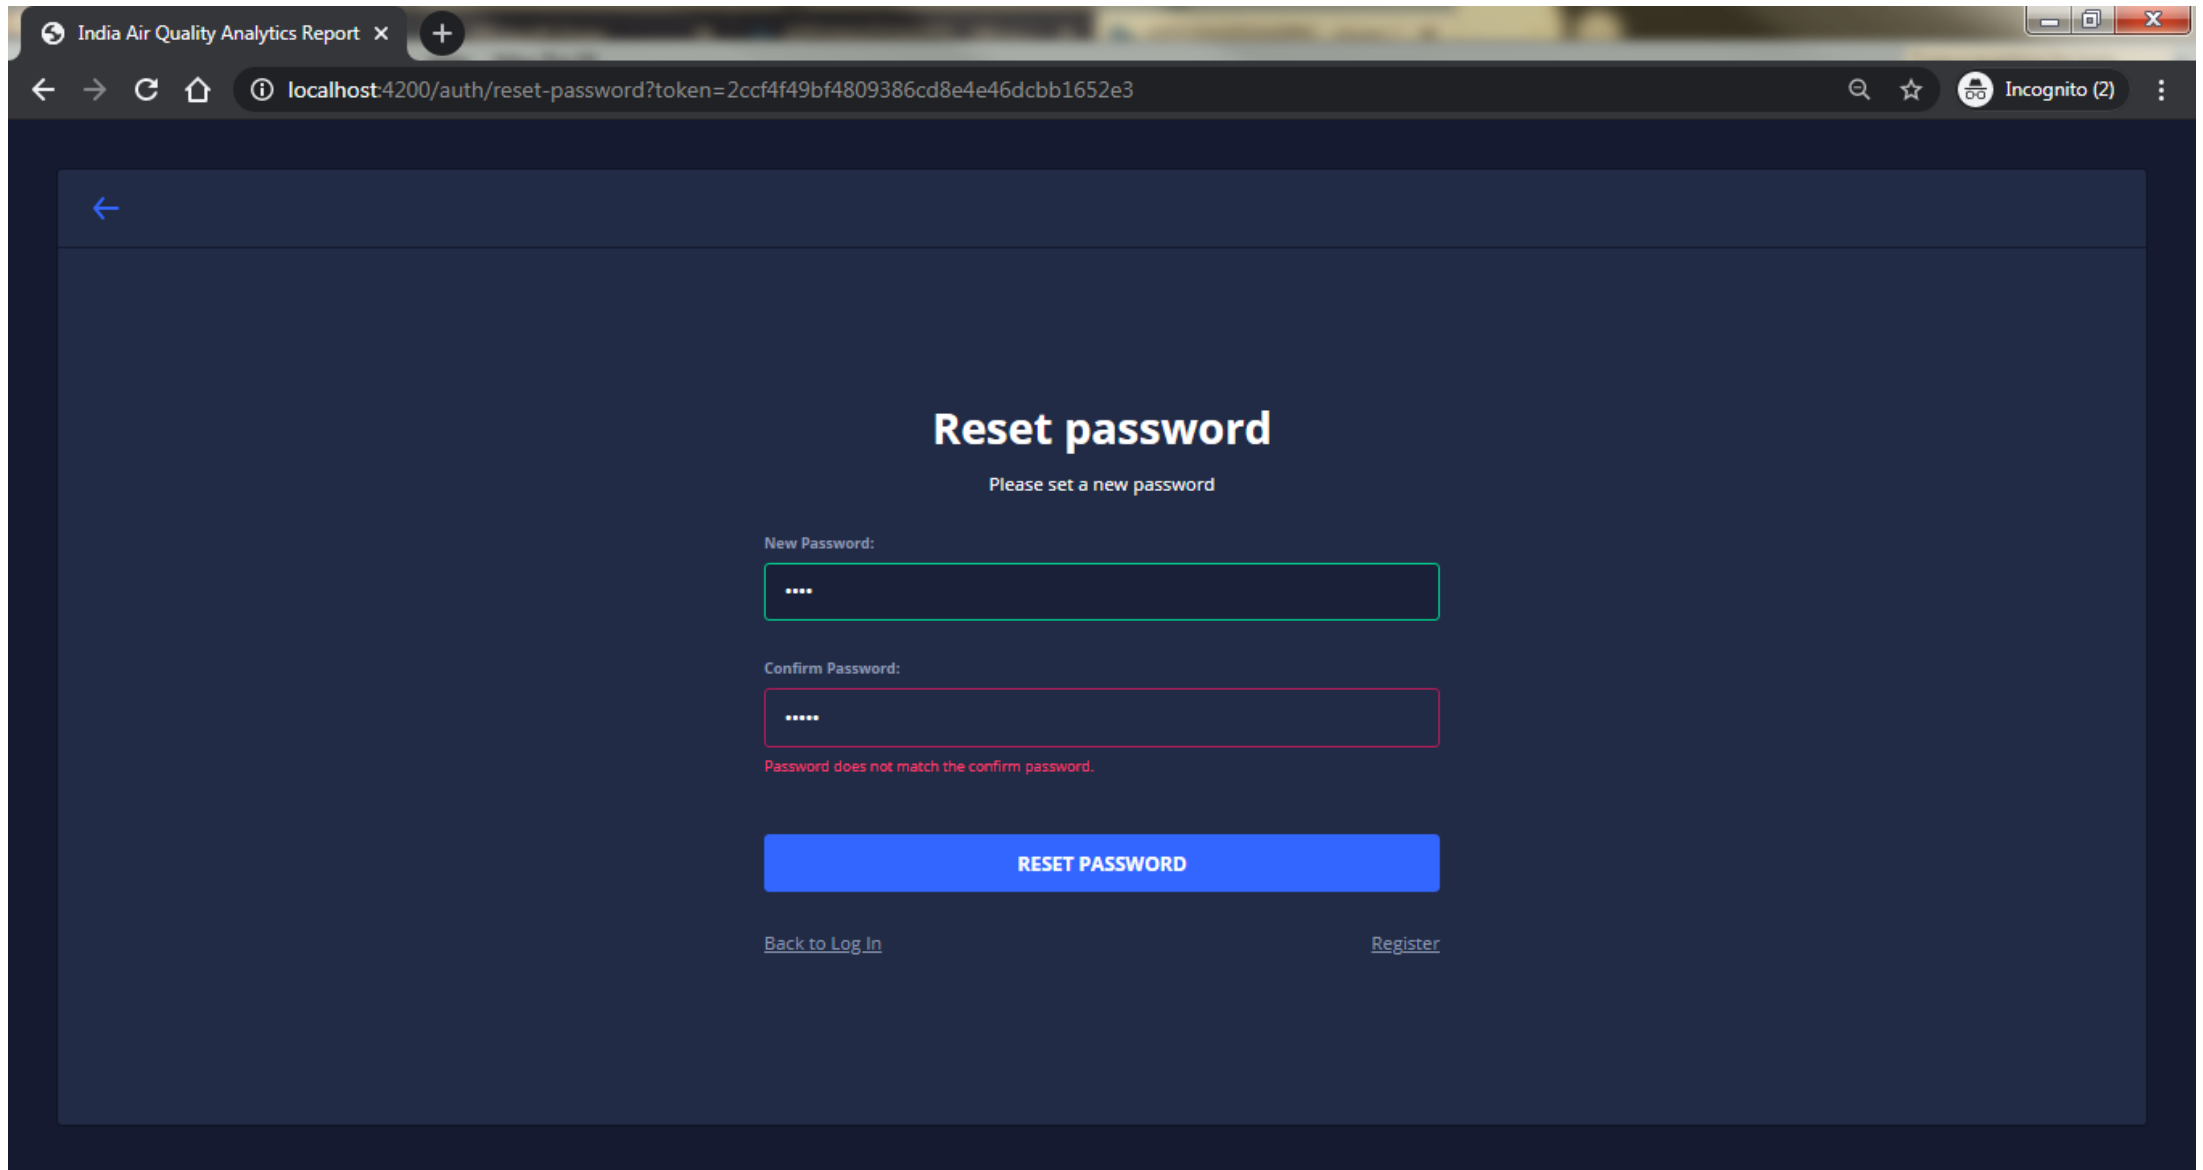 India Air Quality Analytics Report
localhost:4200/auth/reset-password?token=2ccf4f49bf4809386cd8e4e46dcbb1652e3
Incognito (2)
Reset password
Please set a new password
New Password:
••••
Confirm Password:
•••••
Password does not match the confirm password.
RESET PASSWORD
Back to Log In
Register